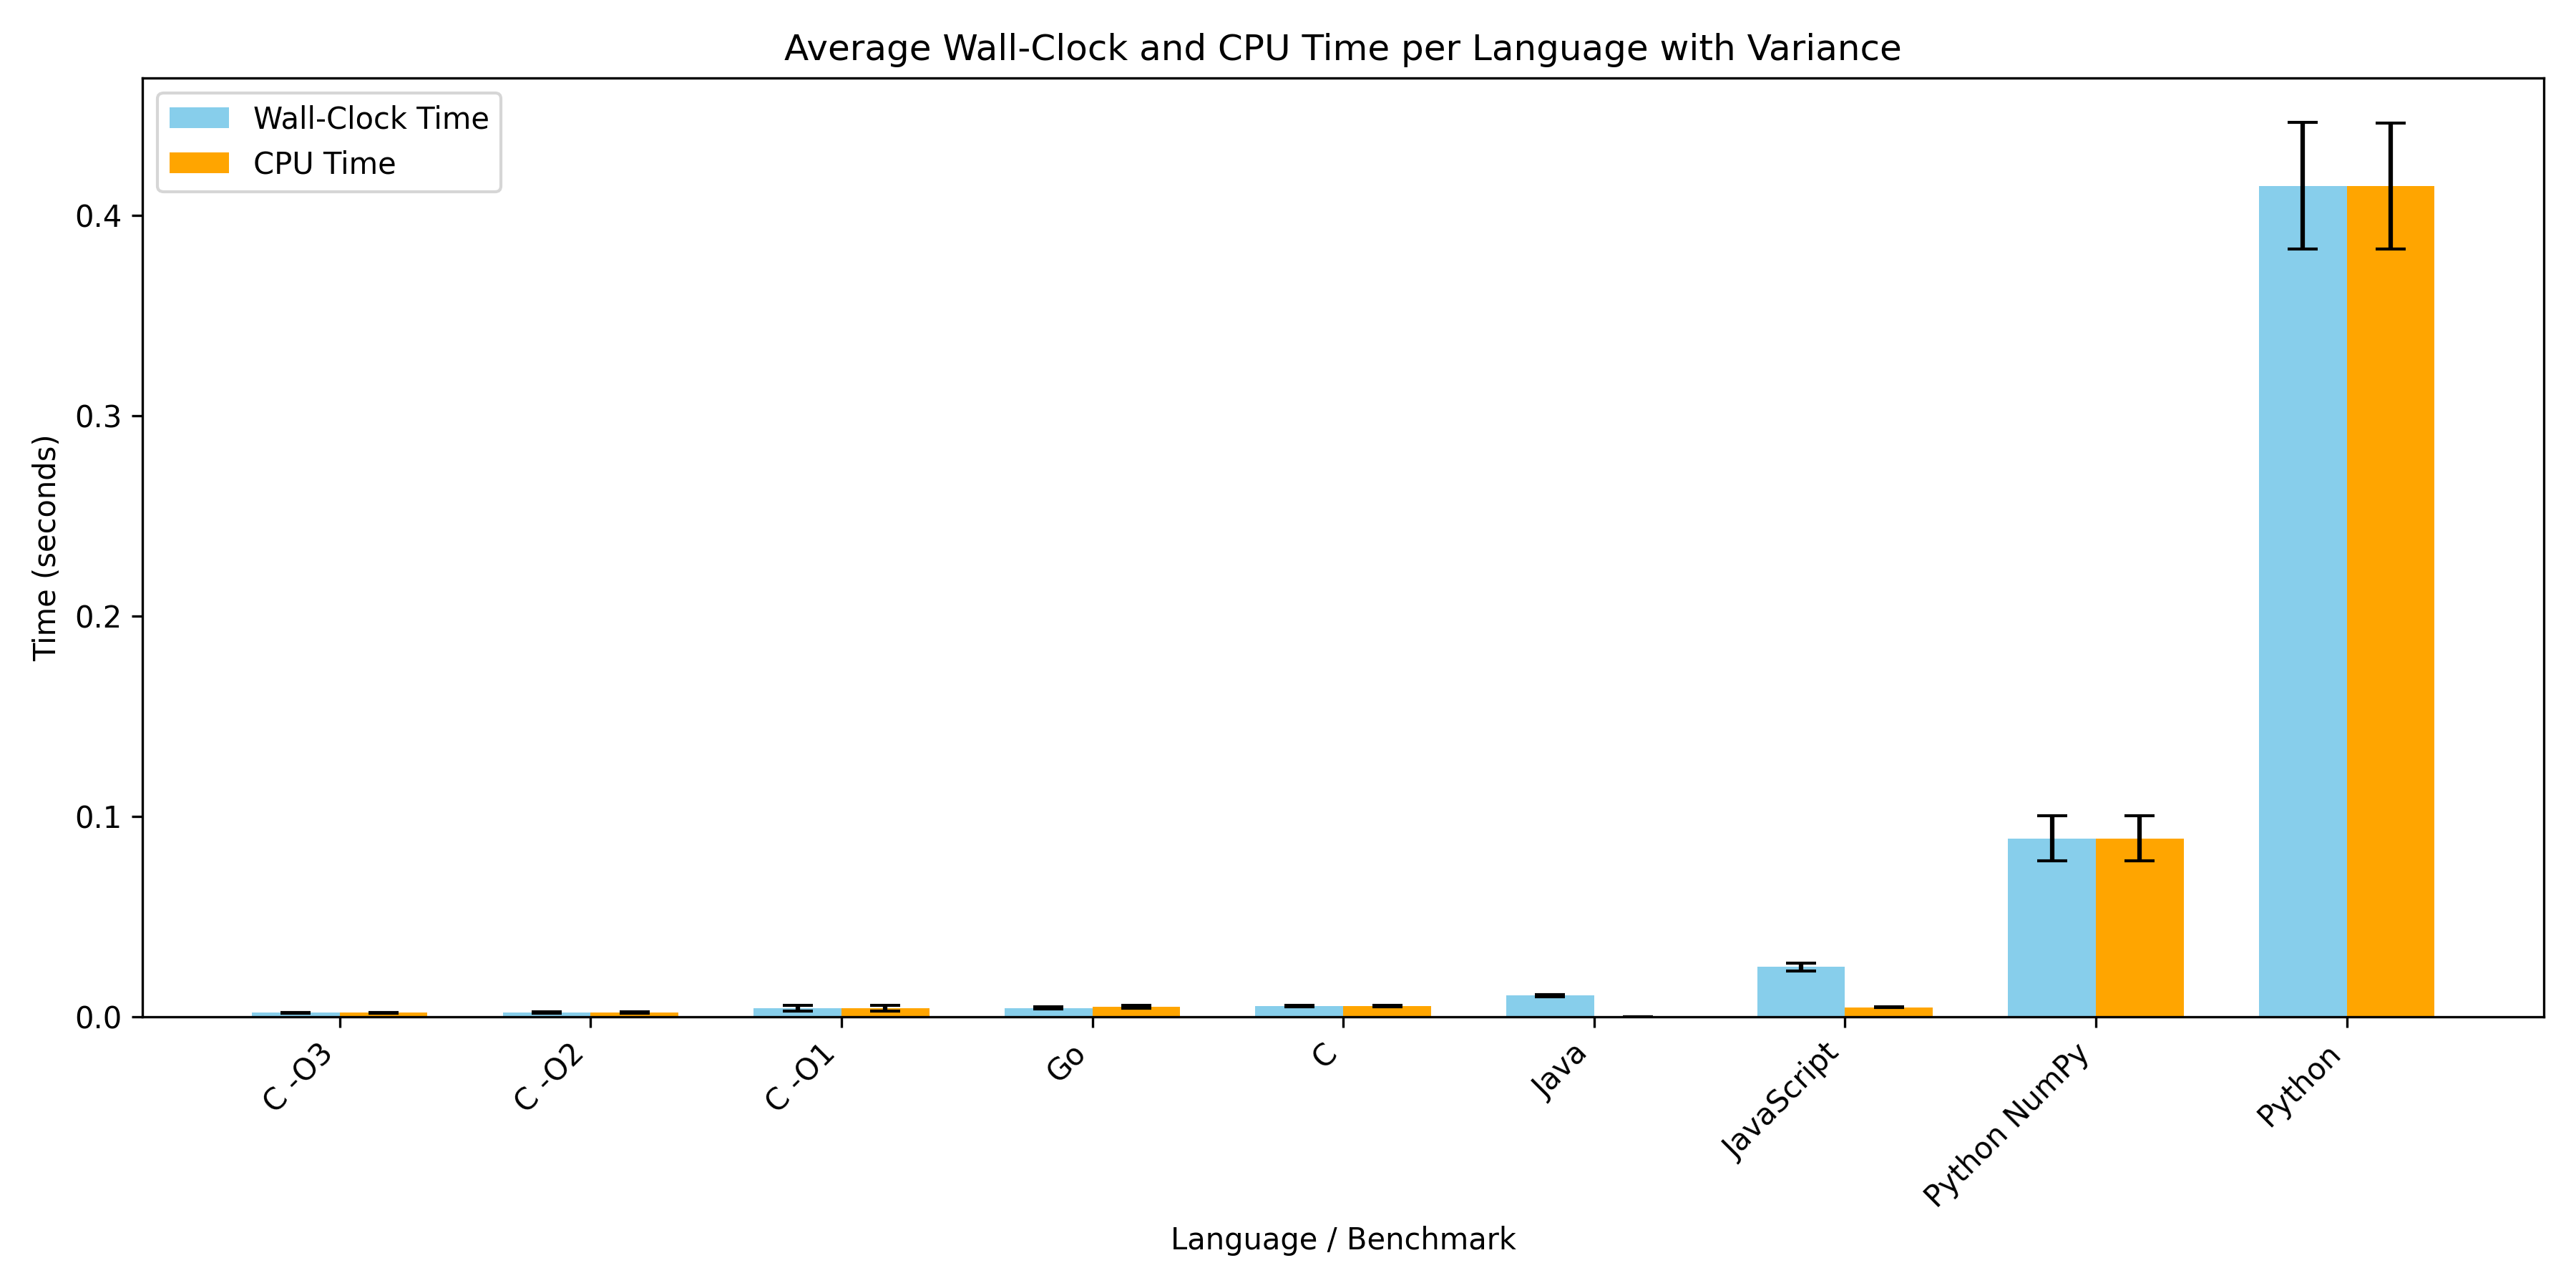 Average Wall-Clock and CPU Time per Language with Variance
Wall-Clock Time
CPU Time
Time (seconds)
0.4
0.3
0.2
0.1
0.0
C -O3
C -O2
C -O1
Go
C
Java
JavaScript
Python NumPy
Python
Language / Benchmark